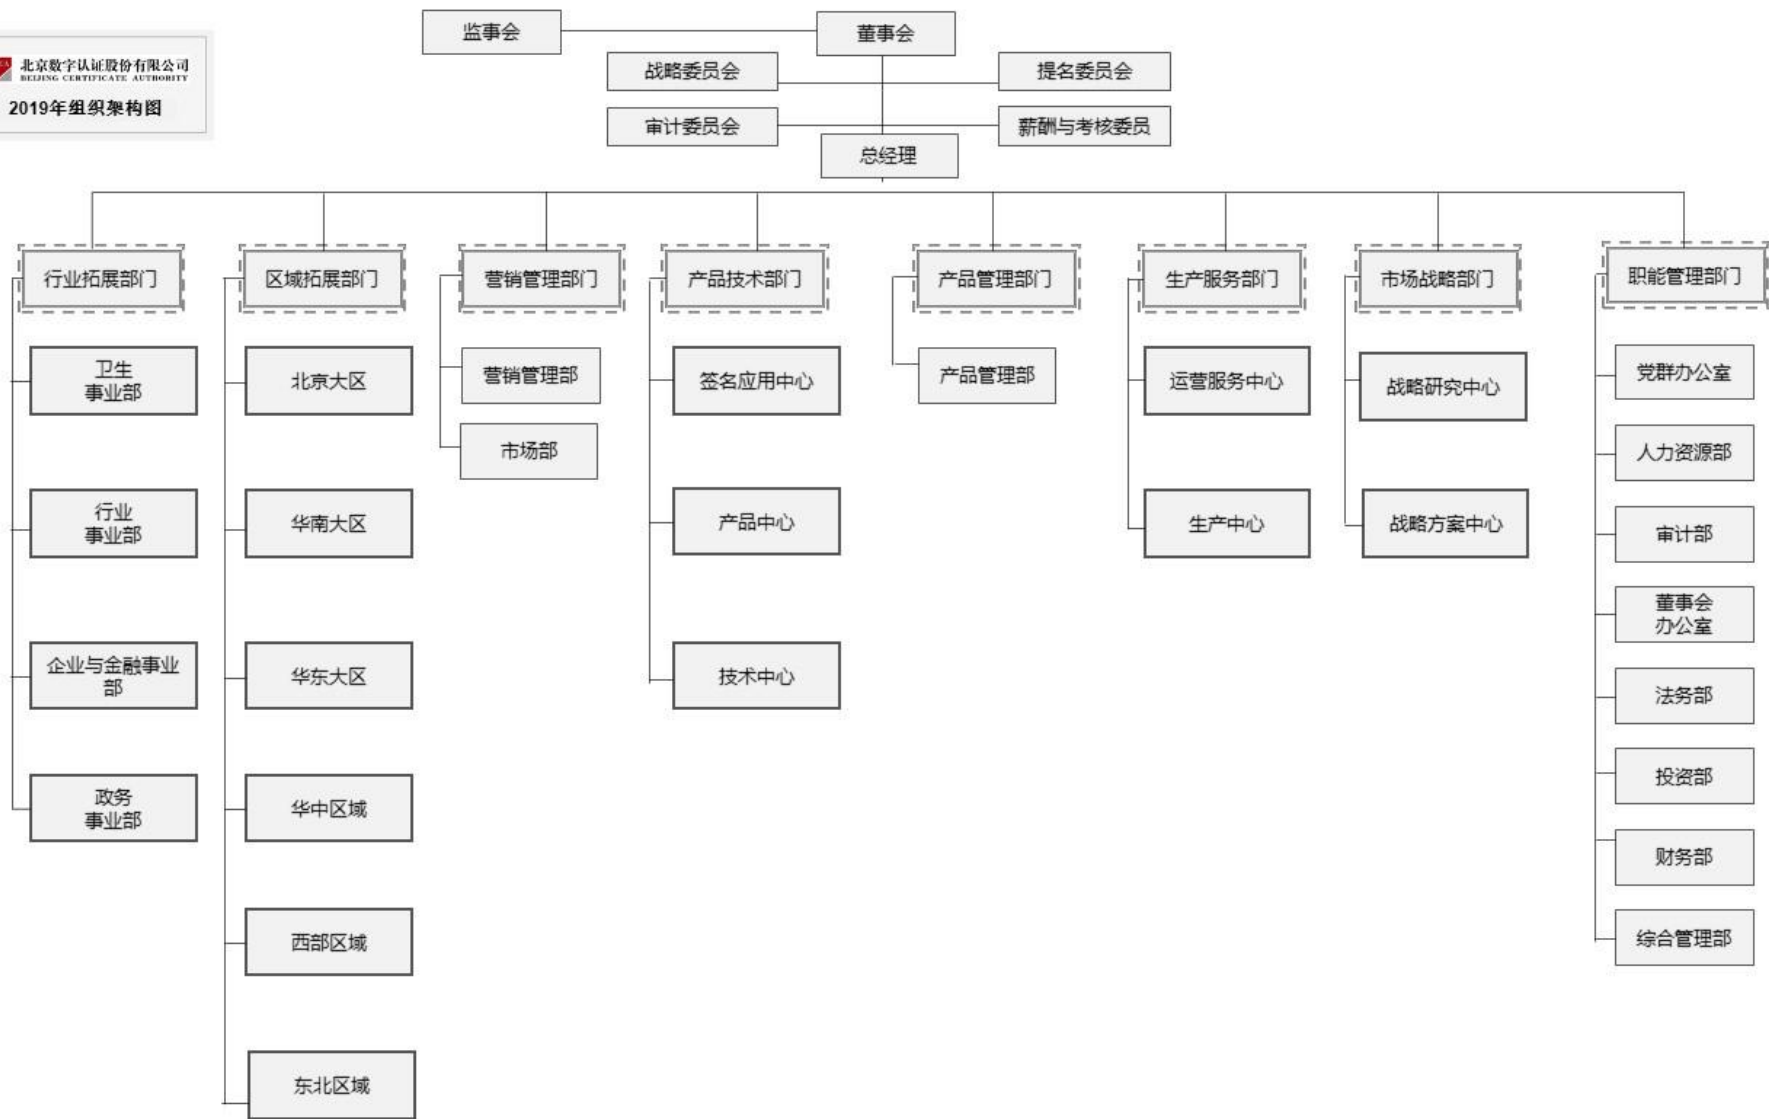 监事会
董事会
北京数字认证股份有限公司
BEIJING CERTIFICATE AUTHORITY
2019年组织架构图
战略委员会
提名委员会
审计委员会
薪酬与考核委员
总经理
行业拓展部门
区域拓展部门
营销管理部门
产品技术部门
产品管理部门
生产服务部门
市场战略部门
职能管理部门
卫生
事业部
行业
事业部
企业与金融事业
部
政务
事业部
北京大区
华南大区
华东大区
华中区域
西部区域
东北区域
营销管理部
市场部
签名应用中心
产品中心
技术中心
产品管理部
运营服务中心
生产中心
战略研究中心
战略方案中心
党群办公室
人力资源部
审计部
董事会
办公室
法务部
投资部
财务部
综合管理部